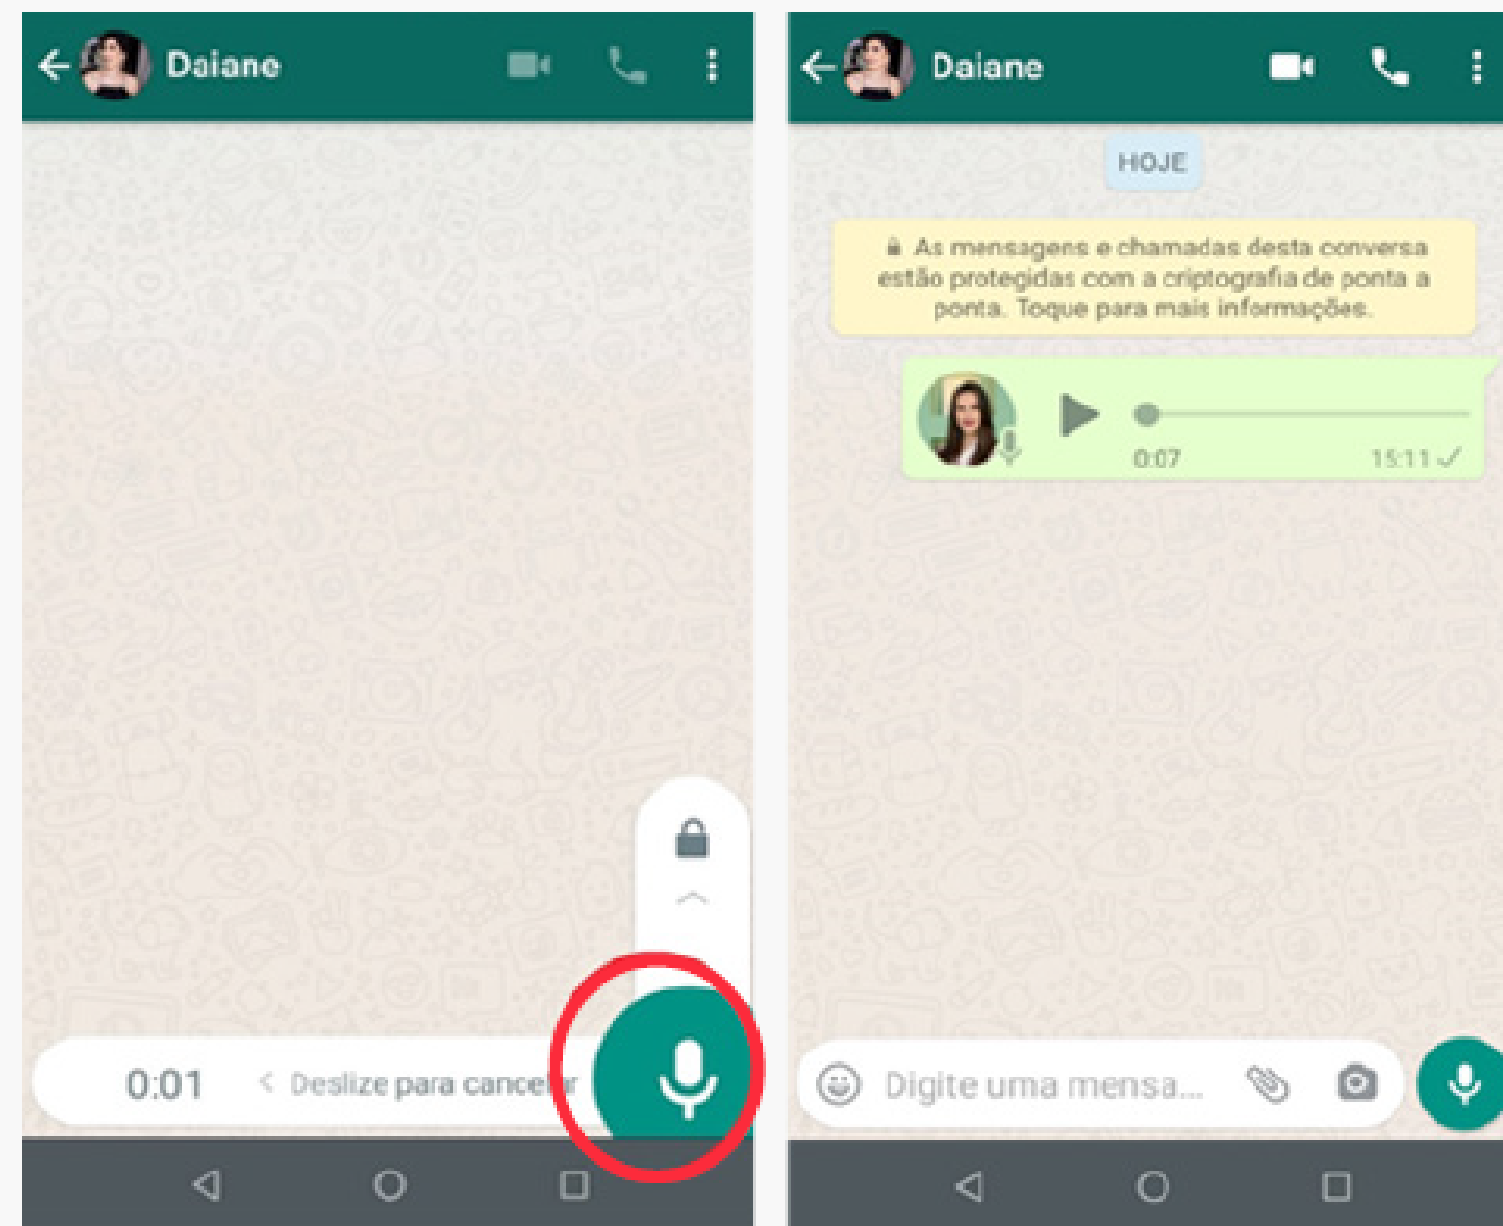 Daiane
0:01 < Deslize para cancelar
Daiane
HOJE
As mensagens e chamadas desta conversa
estão protegidas com a criptografia de ponta a
ponta. Toque para mais informações.
0:07 15:11
Digite uma mensa...